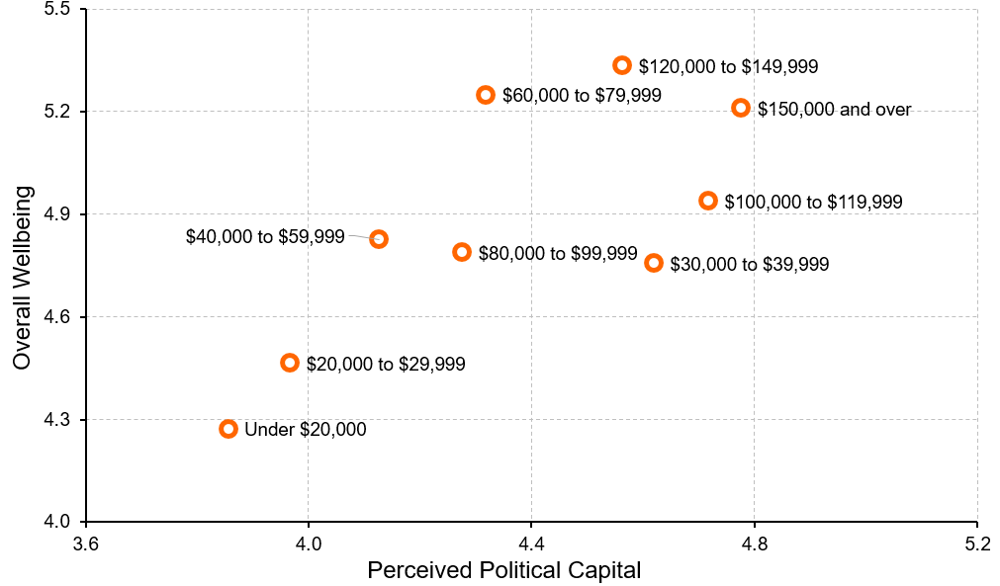 5.5
$120,000 to $149,999
$60,000 to $79,999
5.2
$150,000 and over
$100,000 to $119,999
4.9
$40,000 to $59,999
$80,000 to $99,999
$30,000 to $39,999
4.6
$20,000 to $29,999
4.3
Under $20,000
4.0
Overall Wellbeing
3.6 4.0 4.4 4.8 5.2
Perceived Political Capital